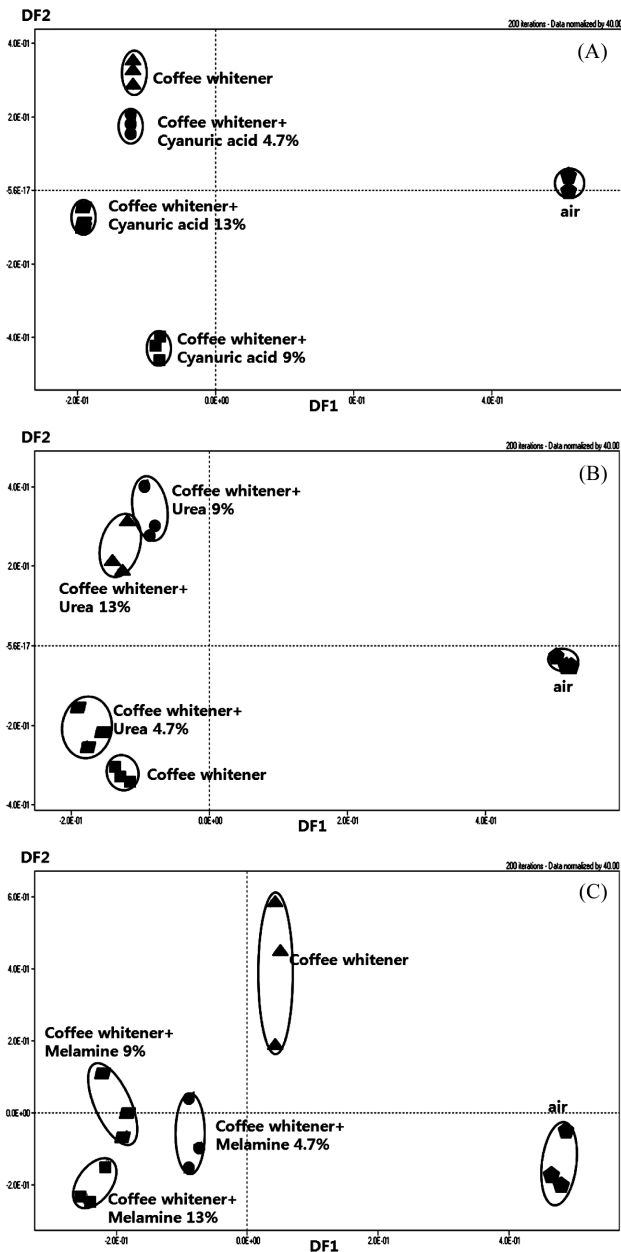 DF2
200 iterations - Data normalized by 40.00
4.0E-01
(A)
Coffee whitener
2.0E-01
Coffee whitener+
Cyanuric acid 4.7%
5.6E-17
air
Coffee whitener+
Cyanuric acid 13%
-2.0E-01
-4.0E-01
Coffee whitener+
Cyanuric acid 9%
-2.0E-01
0.0E+00
0E-01
4.0E-01
DF1
DF2
200 iterations - Data normalized by 40.00
(B)
4.0E-01
Coffee whitener+
Urea 9%
2.0E-01
Coffee whitener+
Urea 13%
5.6E-17
air
-2.0E-01
Coffee whitener+
Urea 4.7%
Coffee whitener
-4.0E-01
-2.0E-01
0.0E+00
2.0E-01
4.0E-01
DF1
DF2
200 iterations - Data normalized by 40.00
(C)
6.0E-01
4.0E-01
Coffee whitener
Coffee whitener+
Melamine 9%
2.0E-01
0.0E+00
air
Coffee whitener+
Melamine 4.7%
-2.0E-01
Coffee whitener+
Melamine 13%
-2.0E-01
0.0E+00
2.0E-01
4.0E-01
DF1